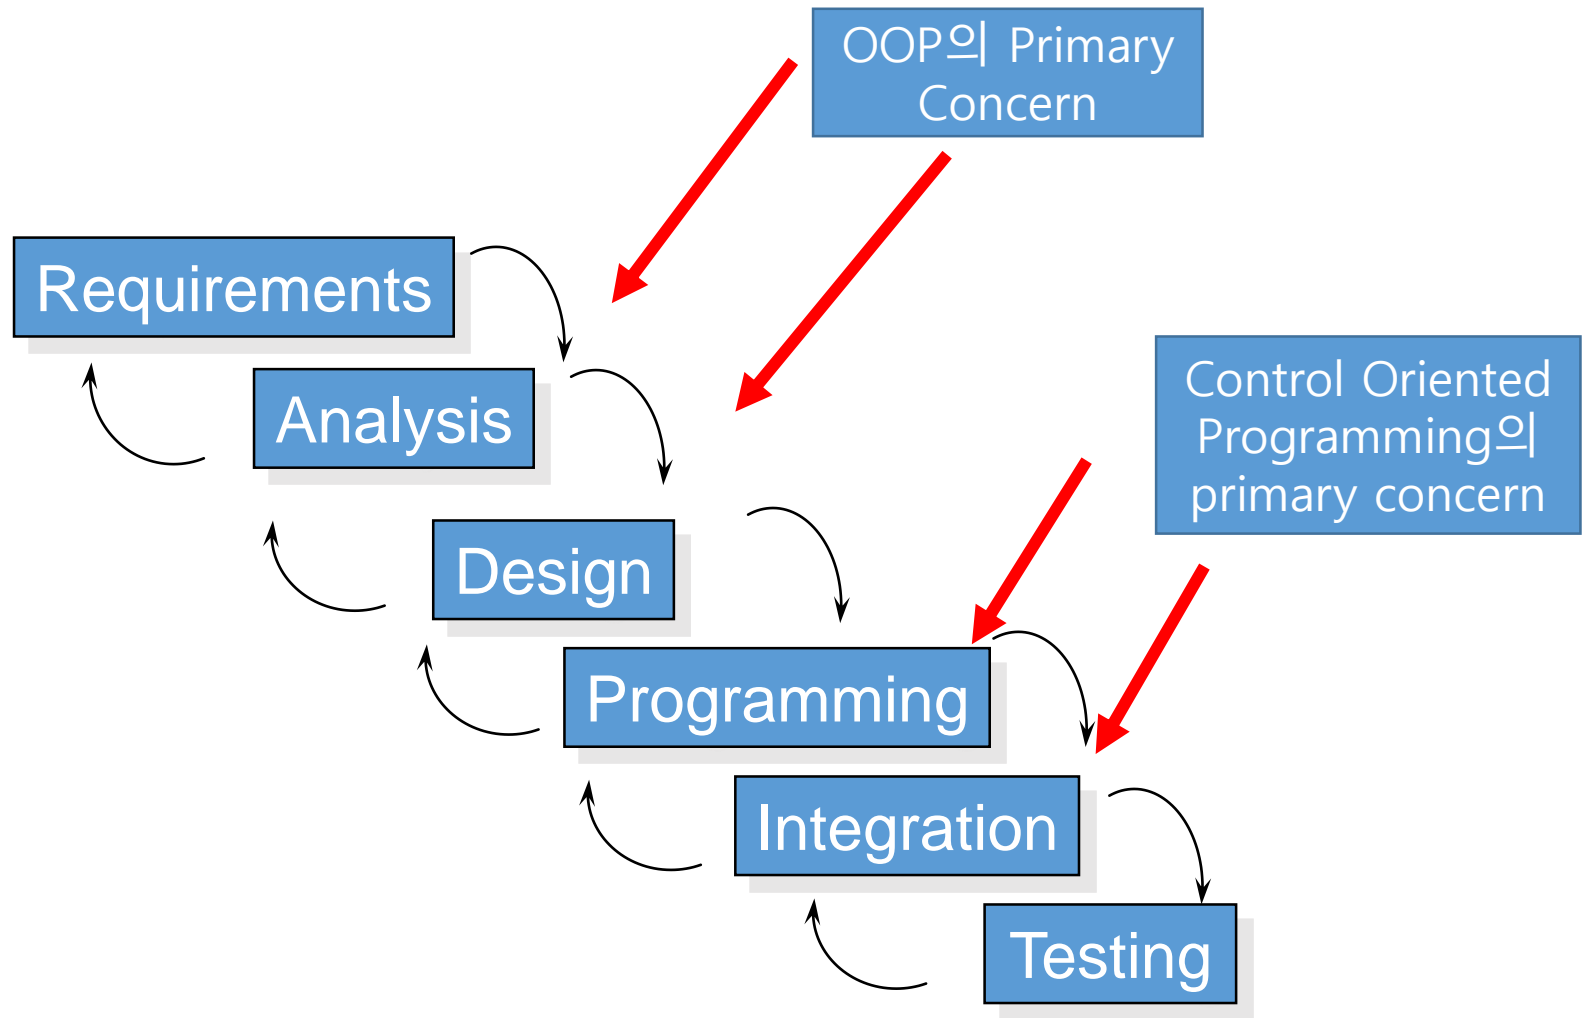 OOP의 Primary
Concern
Requirements
Analysis
Control Oriented
Programming의
primary concern
Design
Programming
Integration
Testing